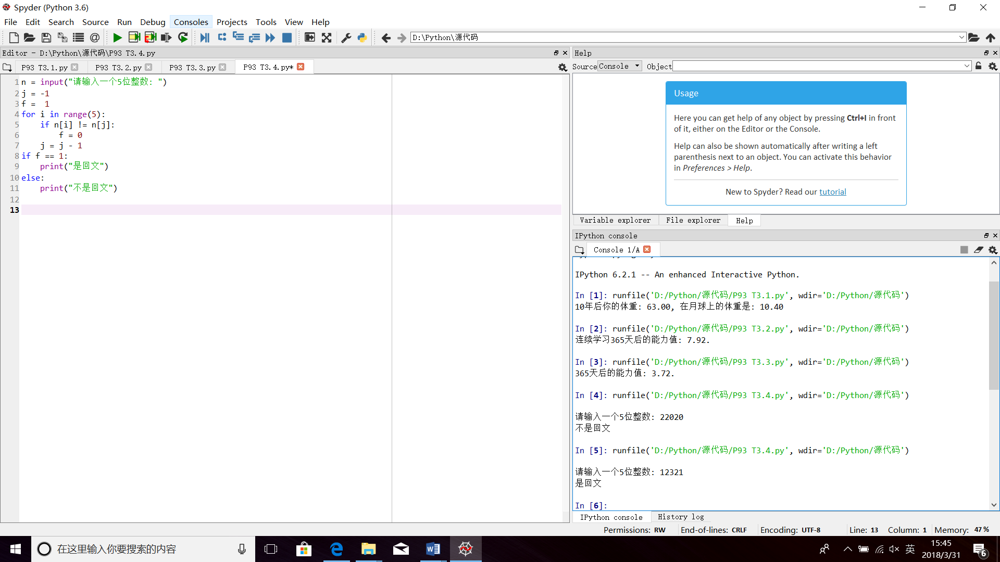 Spyder (Python 3.6)
File Edit Search Source Run Debug Consoles Projects Tools View Help
D:\Python\源代码
Editor - D:\Python\源代码\P93 T3.4.py
P93 T3.1.py P93 T3.2.py P93 T3.3.py P93 T3.4.py*
1 n = input("请输入一个5位整数: ")
2 j = -1
3 f =  1
4 for i in range(5):
5     if n[i] != n[j]:
6         f = 0
7     j = j - 1
8 if f == 1:
9     print("是回文")
10 else:
11     print("不是回文")
12
13
Help
Source Console Object
Usage
Here you can get help of any object by pressing Ctrl+I in front
of it, either on the Editor or the Console.
Help can also be shown automatically after writing a left
parenthesis next to an object. You can activate this behavior
in Preferences > Help.
New to Spyder? Read our tutorial
Variable explorer File explorer Help
IPython console
Console 1/A
IPython 6.2.1 -- An enhanced Interactive Python.
In [1]: runfile('D:/Python/源代码/P93 T3.1.py', wdir='D:/Python/源代码')
10年后你的体重: 63.00, 在月球上的体重是: 10.40
In [2]: runfile('D:/Python/源代码/P93 T3.2.py', wdir='D:/Python/源代码')
连续学习365天后的能力值: 7.92.
In [3]: runfile('D:/Python/源代码/P93 T3.3.py', wdir='D:/Python/源代码')
365天后的能力值: 3.72.
In [4]: runfile('D:/Python/源代码/P93 T3.4.py', wdir='D:/Python/源代码')
请输入一个5位整数: 22020
不是回文
In [5]: runfile('D:/Python/源代码/P93 T3.4.py', wdir='D:/Python/源代码')
请输入一个5位整数: 12321
是回文
In [6]:
IPython console History log
Permissions: RW End-of-lines: CRLF Encoding: UTF-8 Line: 13 Column: 1 Memory: 47 %
在这里输入你要搜索的内容
英
15:45
2018/3/31
6